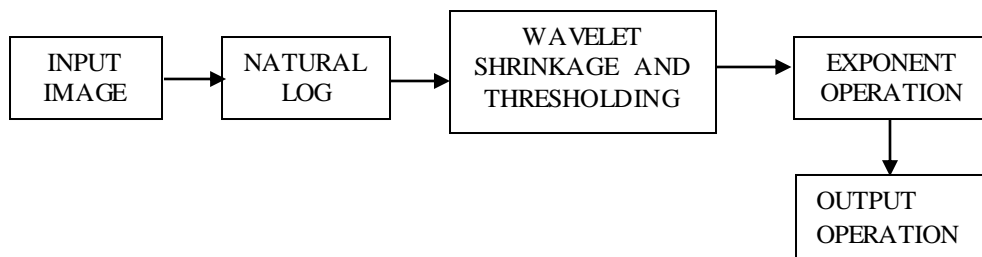 INPUT
IMAGE
NATURAL
LOG
WAVELET
SHRINKAGE AND
THRESHOLDING
EXPONENT
OPERATION
OUTPUT
OPERATION